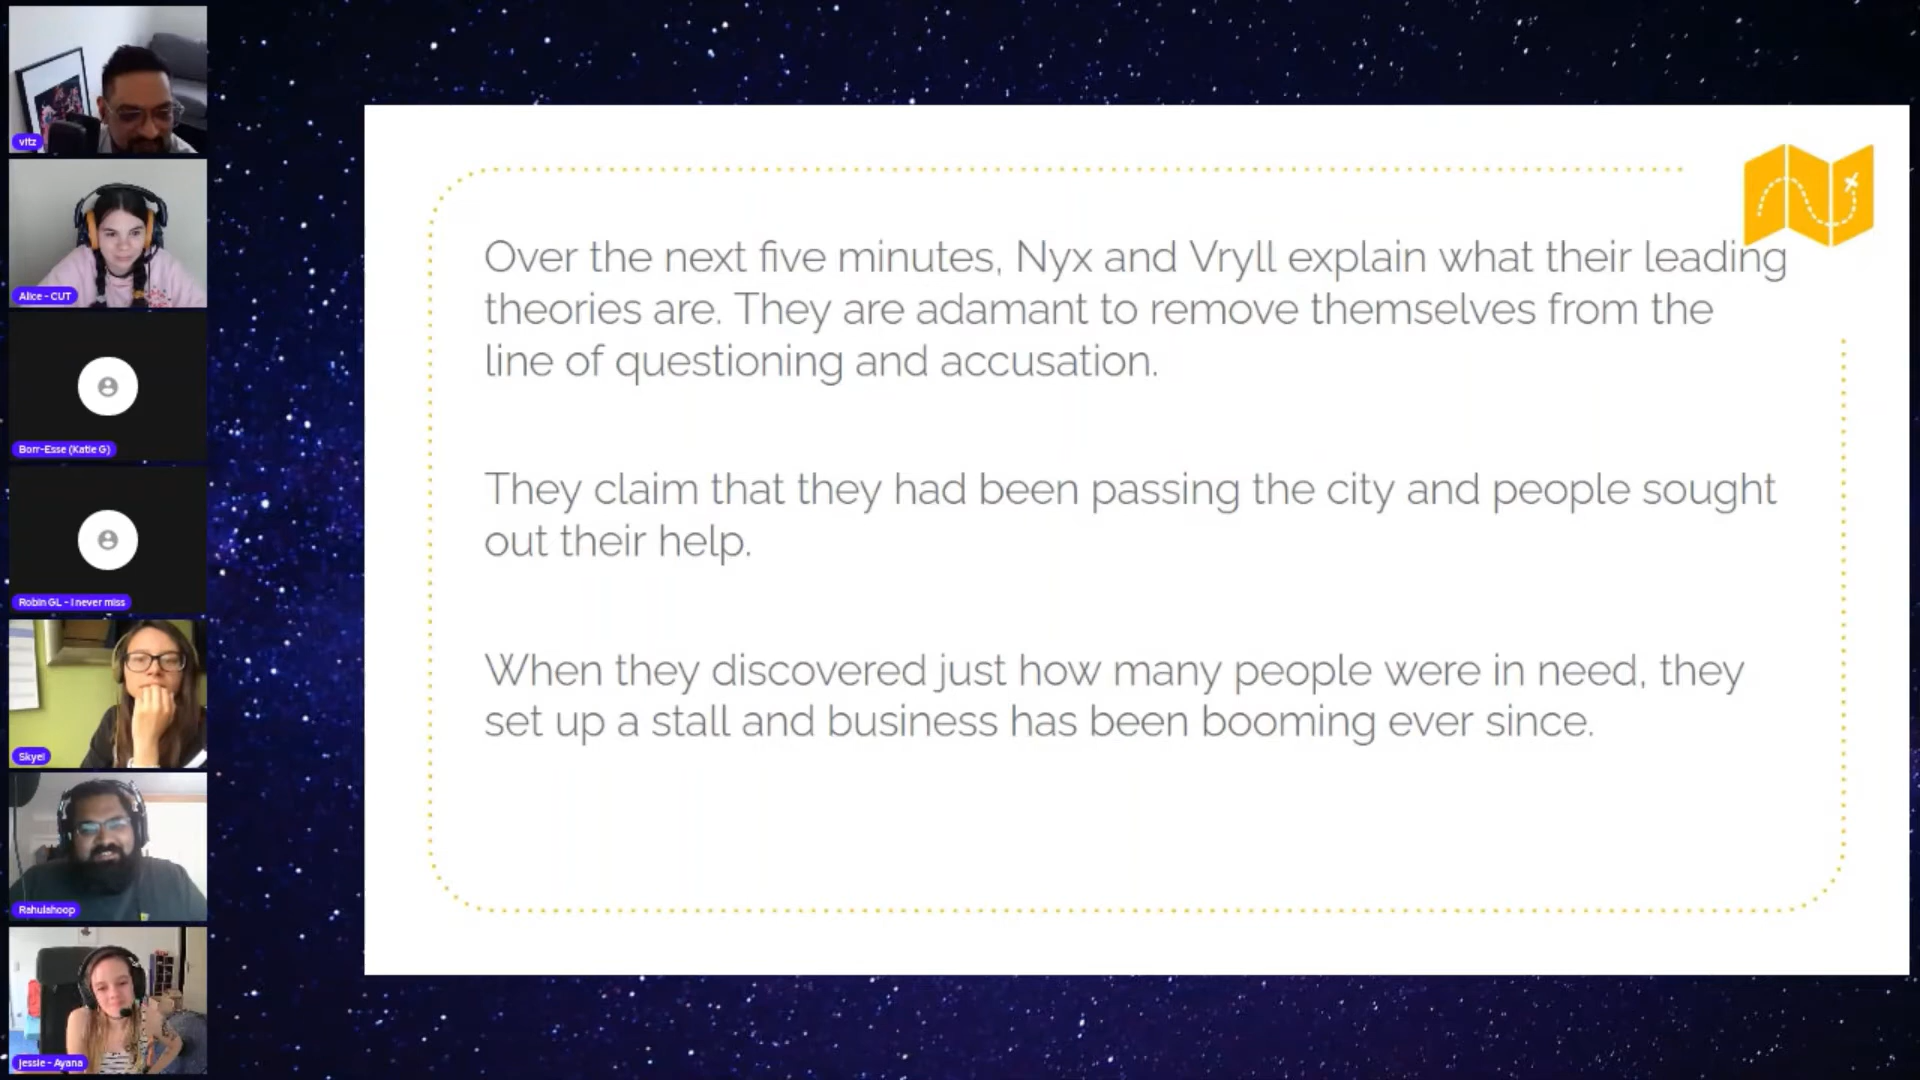 vitz
Alice - CUT
Borr-Esse (Katie G)
Robin GL - I never miss
Skyel
Rahulahoop
Jessie - Ayana
Over the next five minutes, Nyx and Vryll explain what their leading
theories are. They are adamant to remove themselves from the
line of questioning and accusation.
They claim that they had been passing the city and people sought
out their help.
When they discovered just how many people were in need, they
set up a stall and business has been booming ever since.